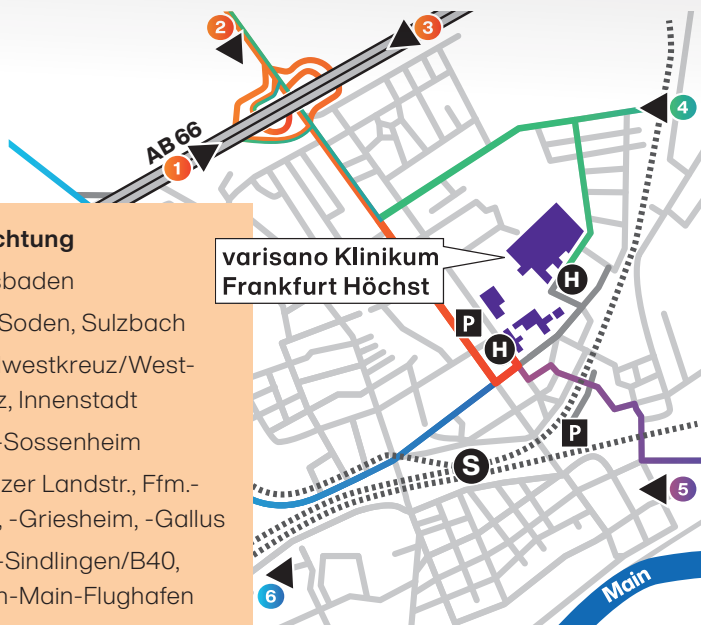 2
3
4
AB 66
1
chtung
sbaden
Soden, Sulzbach
westkreuz/West-
z, Innenstadt
-Sossenheim
zer Landstr., Ffm.-
, -Griesheim, -Gallus
-Sindlingen/B40,
n-Main-Flughafen
varisano Klinikum
Frankfurt Höchst
H
P
H
P
S
5
6
Main